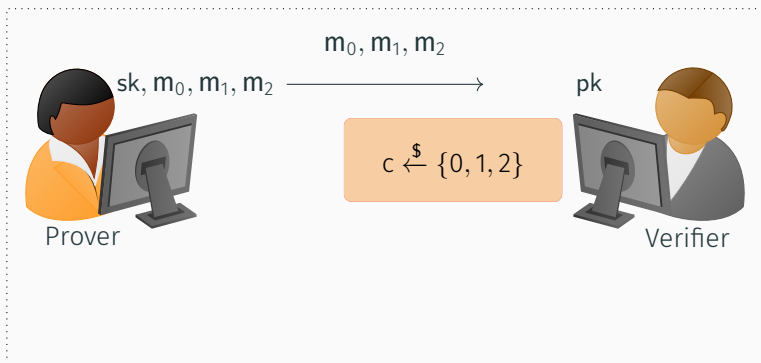 m₀, m₁, m₂
sk, m₀, m₁, m₂
pk
c $← {0, 1, 2}
Prover
Verifier